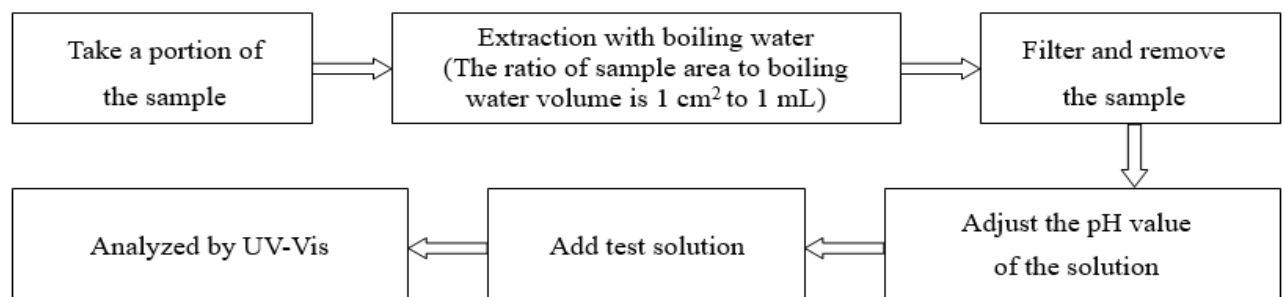 Take a portion of
the sample
Extraction with boiling water
(The ratio of sample area to boiling
water volume is 1 cm² to 1 mL)
Filter and remove
the sample
Adjust the pH value
of the solution
Add test solution
Analyzed by UV-Vis